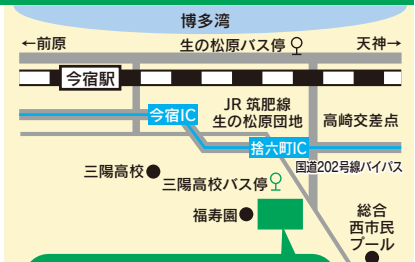 博多湾
←前原
生の松原バス停
天神→
今宿駅
JR 筑肥線
今宿IC
生の松原団地
高崎交差点
捨六町IC
国道202号線バイパス
三陽高校
三陽高校バス停
福寿園
総合
西市民
プール